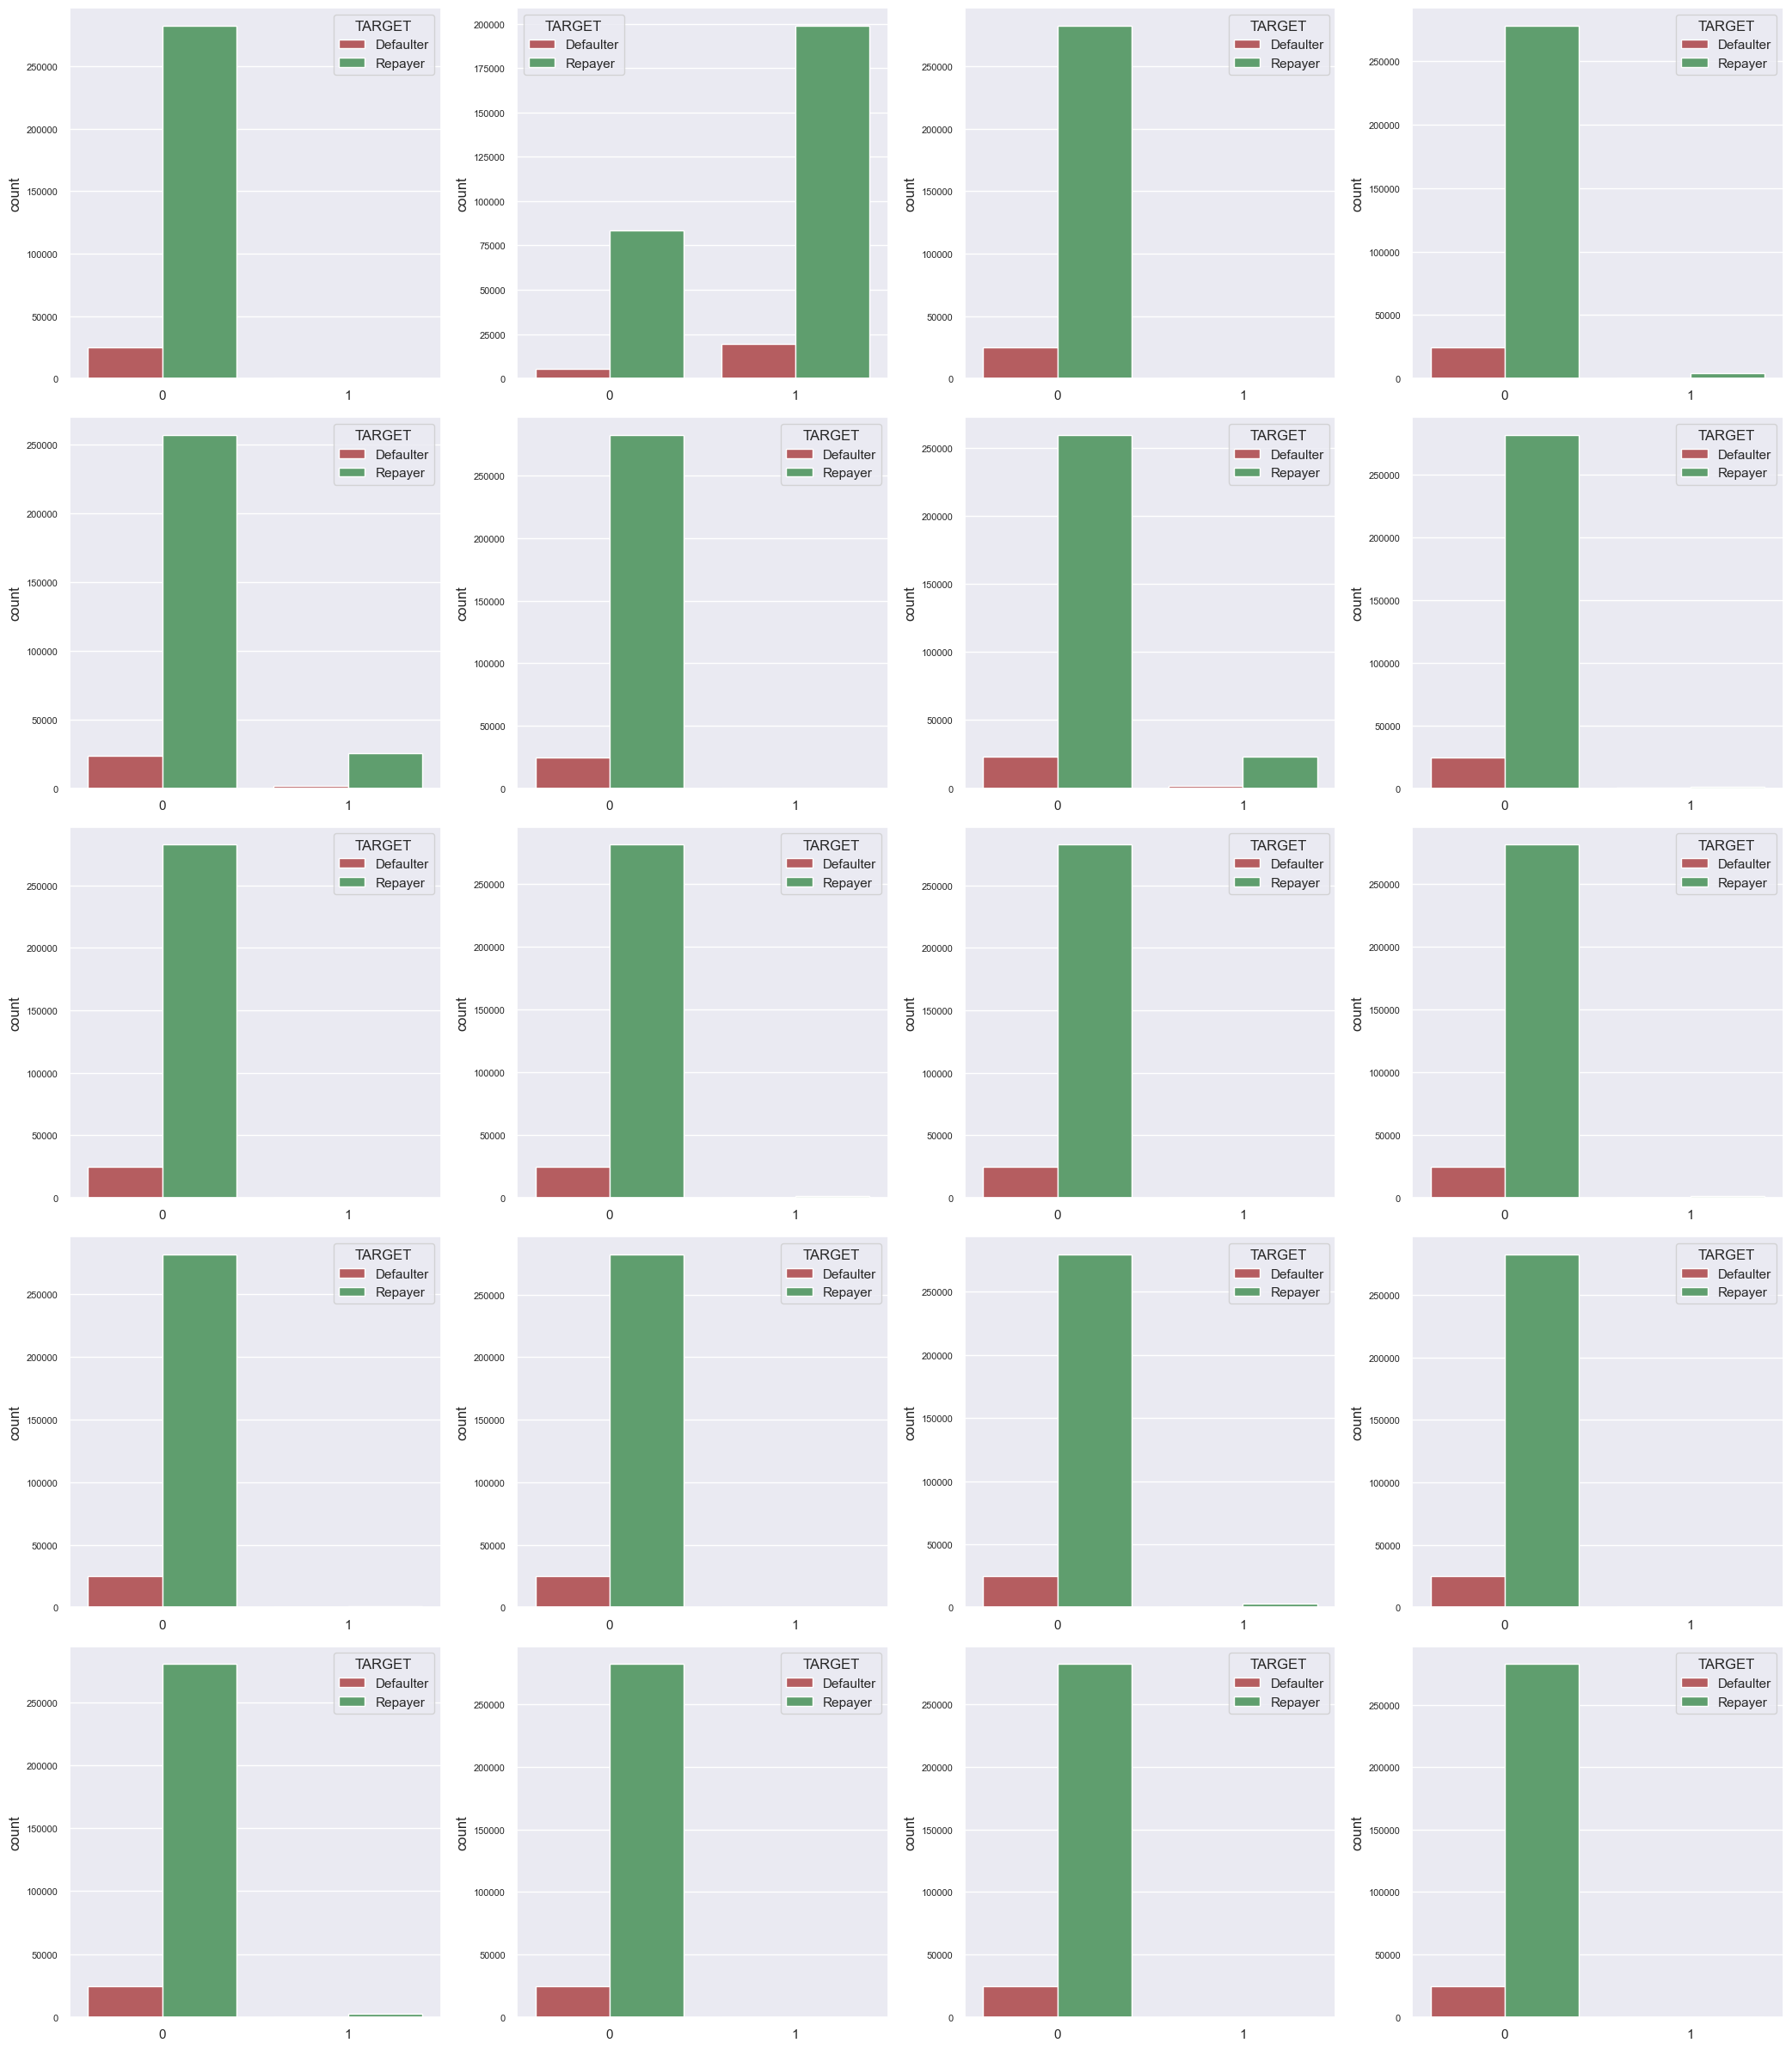 TARGET
Defaulter
Repayer
250000
200000
150000
100000
50000
0
count
0 1
TARGET
Defaulter
Repayer
200000
175000
150000
125000
100000
75000
50000
25000
0
count
0 1
TARGET
Defaulter
Repayer
250000
200000
150000
100000
50000
0
count
0 1
TARGET
Defaulter
Repayer
250000
200000
150000
100000
50000
0
count
0 1
TARGET
Defaulter
Repayer
250000
200000
150000
100000
50000
0
count
0 1
TARGET
Defaulter
Repayer
250000
200000
150000
100000
50000
0
count
0 1
TARGET
Defaulter
Repayer
250000
200000
150000
100000
50000
0
count
0 1
TARGET
Defaulter
Repayer
250000
200000
150000
100000
50000
0
count
0 1
TARGET
Defaulter
Repayer
250000
200000
150000
100000
50000
0
count
0 1
TARGET
Defaulter
Repayer
250000
200000
150000
100000
50000
0
count
0 1
TARGET
Defaulter
Repayer
250000
200000
150000
100000
50000
0
count
0 1
TARGET
Defaulter
Repayer
250000
200000
150000
100000
50000
0
count
0 1
TARGET
Defaulter
Repayer
250000
200000
150000
100000
50000
0
count
0 1
TARGET
Defaulter
Repayer
250000
200000
150000
100000
50000
0
count
0 1
TARGET
Defaulter
Repayer
250000
200000
150000
100000
50000
0
count
0 1
TARGET
Defaulter
Repayer
250000
200000
150000
100000
50000
0
count
0 1
TARGET
Defaulter
Repayer
250000
200000
150000
100000
50000
0
count
0 1
TARGET
Defaulter
Repayer
250000
200000
150000
100000
50000
0
count
0 1
TARGET
Defaulter
Repayer
250000
200000
150000
100000
50000
0
count
0 1
TARGET
Defaulter
Repayer
250000
200000
150000
100000
50000
0
count
0 1